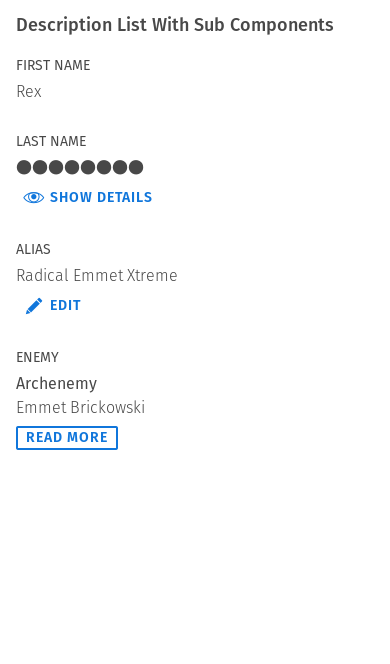 Description List With Sub Components
FIRST NAME
Rex
LAST NAME
●●●●●●●●
SHOW DETAILS
ALIAS
Radical Emmet Xtreme
EDIT
ENEMY
Archenemy
Emmet Brickowski
READ MORE